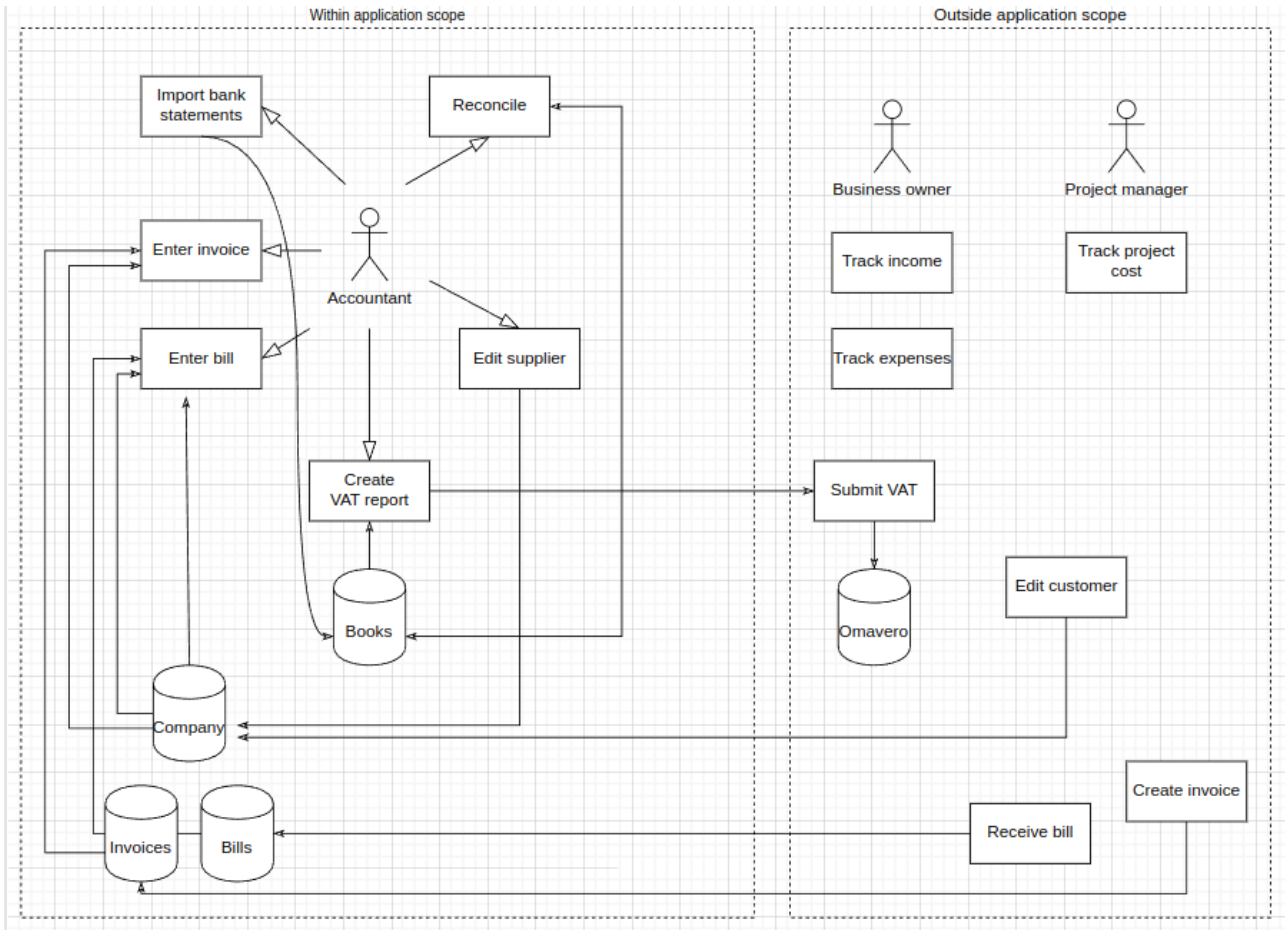 Within application scope
Outside application scope
Import bank
statements
Reconcile
Business owner
Project manager
Enter invoice
Accountant
Track income
Track project
cost
Enter bill
Edit supplier
Track expenses
Create
VAT report
Submit VAT
Books
Omavero
Edit customer
Company
Invoices
Bills
Receive bill
Create invoice